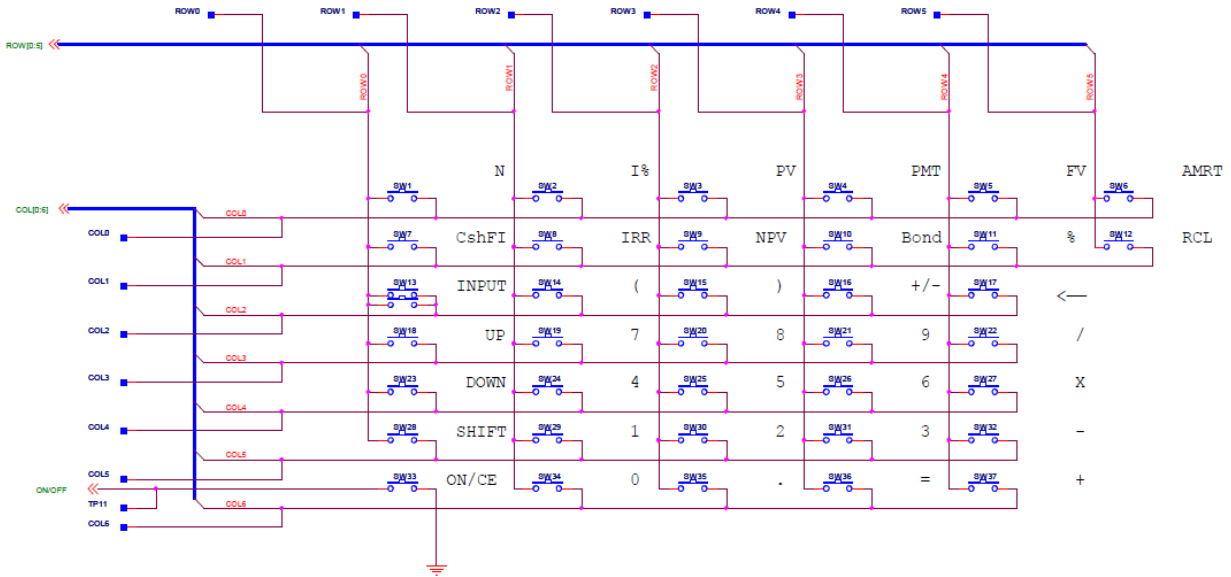 ROW0 ROW1 ROW2 ROW3 ROW4 ROW5
ROW[0:5]
ROW0 ROW1 ROW2 ROW3 ROW4 ROW5
N I% PV PMT FV AMRT
SW1 SW2 SW3 SW4 SW5 SW6
COL[0:6]
COL0
COL0
SW7 CshFI SW8 IRR SW9 NPV SW10 Bond SW11 % SW12 RCL
COL1
COL1
SW13 INPUT SW14 ( SW15 ) SW16 +/- SW17 <—
COL2
COL2
SW18 UP SW19 7 SW20 8 SW21 9 SW22 /
COL3
COL3
SW23 DOWN SW24 4 SW25 5 SW26 6 SW27 X
COL4
COL4
SW28 SHIFT SW29 1 SW30 2 SW31 3 SW32 -
COL5
COL5
ON/OFF
SW33 ON/CE SW34 0 SW35 . SW36 = SW37 +
TP11
COL6
COL6